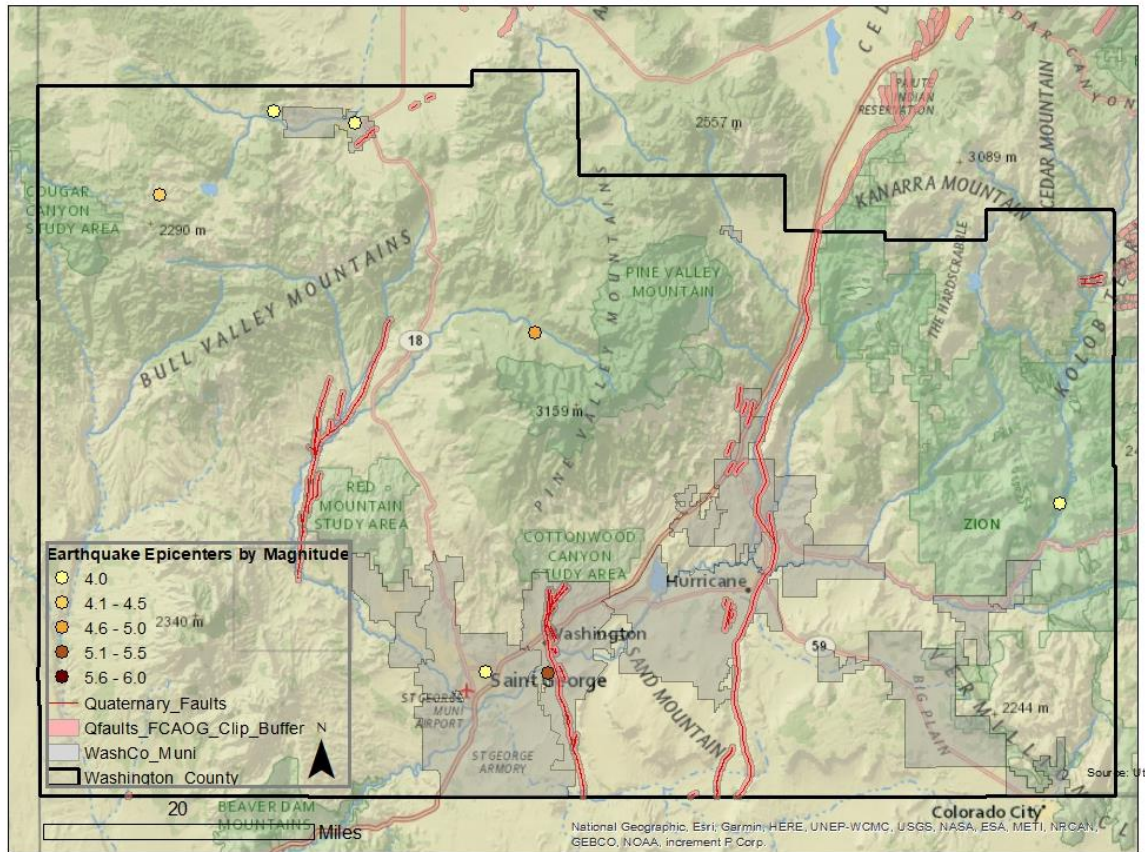 CEDAR CANYON
PAIUTE
INDIAN
RESERVATION
2557 m
3089 m
CEDAR MOUNTAIN
KANARRA MOUNTAIN
COUGAR
CANYON
STUDY AREA
2290 m
THE HARDSCRABBLE
BULL VALLEY MOUNTAINS
PINE VALLEY
MOUNTAIN
PINE VALLEY MOUNTAINS
18
3159 m
RED
MOUNTAIN
STUDY AREA
ZION
COTTONWOOD
CANYON
STUDY AREA
Hurricane
Washington
59
Saint George
SAND MOUNTAIN
ST GEORGE
MUNI
AIRPORT
ST GEORGE
ARMORY
BIG PLAIN
2340 m
2244 m
Earthquake Epicenters by Magnitude
4.0
4.1 - 4.5
4.6 - 5.0
5.1 - 5.5
5.6 - 6.0
Quaternary_Faults
Qfaults_FCAOG_Clip_Buffer
N
WashCo_Muni
Washington_County
20
Miles
BEAVER DAM
MOUNTAINS
Colorado City
National Geographic, Esri, Garmin, HERE, UNEP-WCMC, USGS, NASA, ESA, METI, NRCAN,
GEBCO, NOAA, increment P Corp.